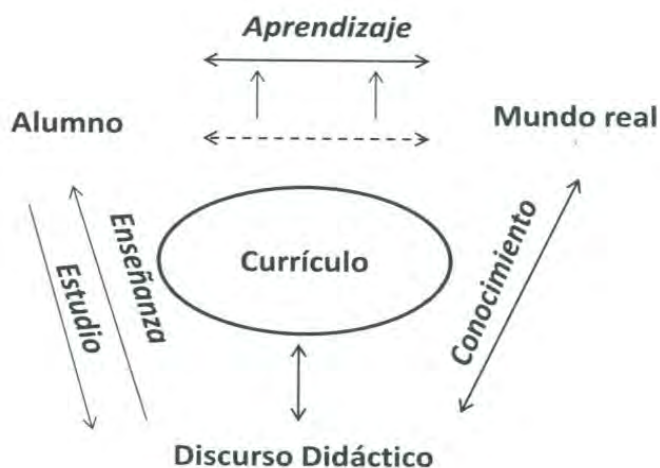 Aprendizaje
Alumno
Mundo real
Currículo
Estudio
Enseñanza
Conocimiento
Discurso Didáctico